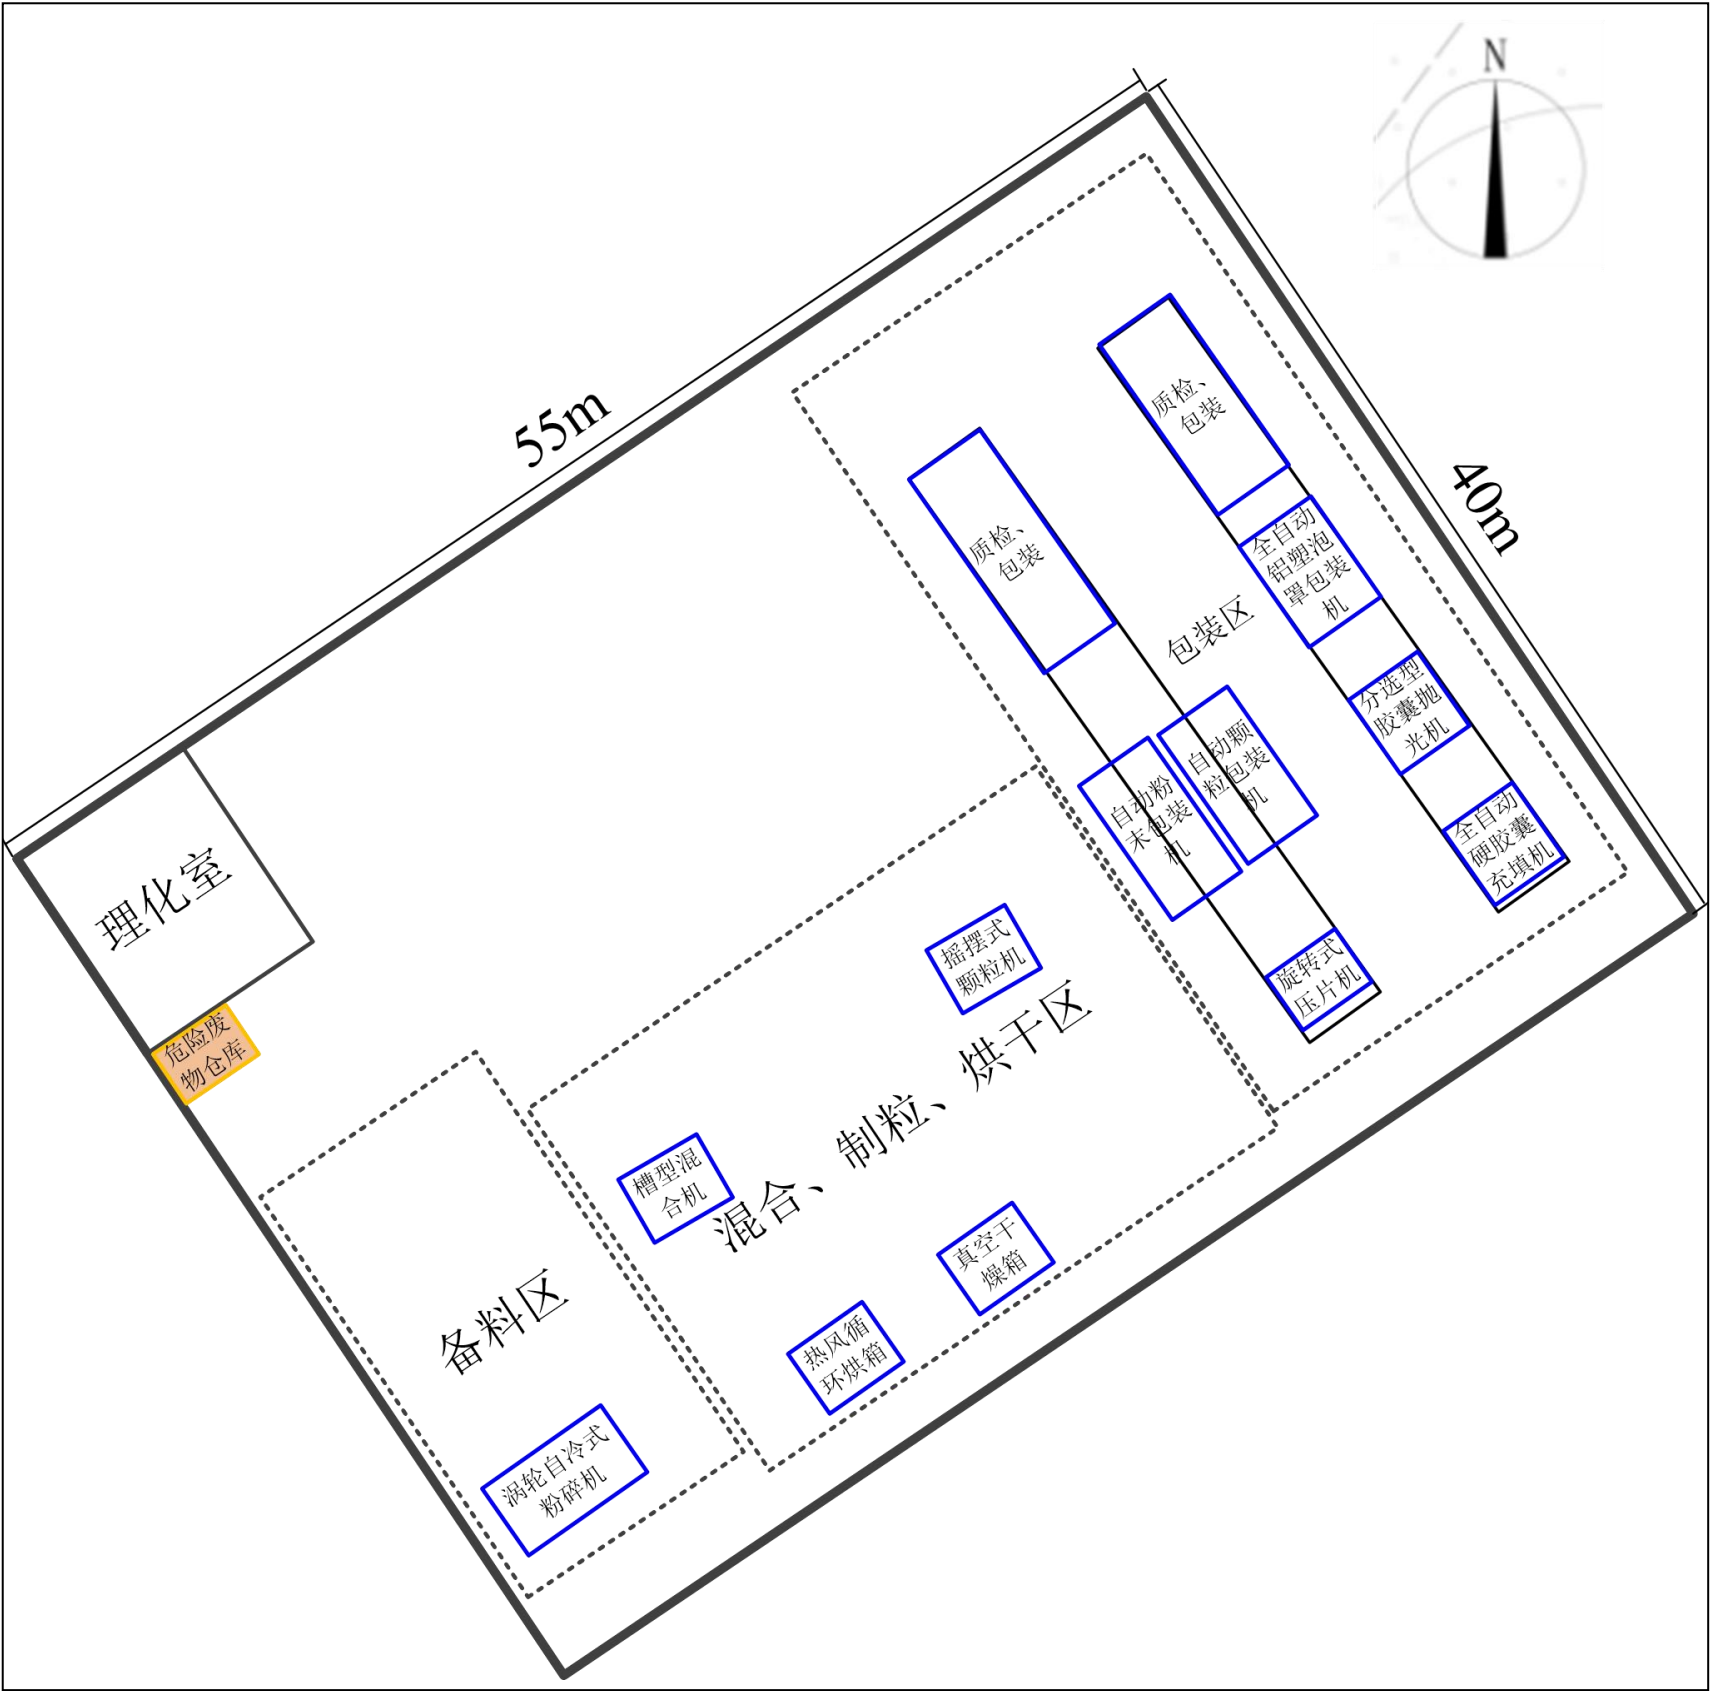 N
55m
40m
质检、
包装
质检、
包装
全自动
铝塑泡
罩包装
机
包装区
分选型
胶囊抛
光机
自动颗
粒包装
机
自动粉
末包装
机
全自动
硬胶囊
充填机
旋转式
压片机
理化室
危险废
物仓库
摇摆式
颗粒机
混合、制粒、烘干区
槽型混
合机
真空干
燥箱
热风循
环烘箱
备料区
涡轮自冷式
粉碎机